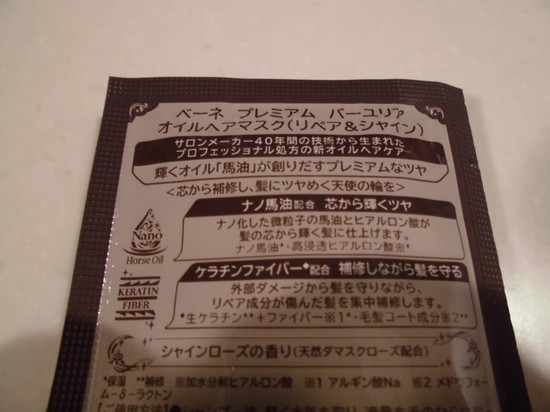 ベーネ プレミアム バーユリア
オイルヘアマスク(リペア&シャイン)
サロンメーカー40年間の技術から生まれた
プロフェッショナル処方の新オイルヘアケアー
輝くオイル「馬油」が創りだすプレミアムなツヤ
<芯から補修し、髪にツヤめく天使の輪を>
Nano
Horse Oil
ナノ馬油配合 芯から輝くツヤ
ナノ化した微粒子の馬油とヒアルロン酸が
髪の芯から輝く髪に仕上げます。
ナノ馬油*・高浸透ヒアルロン酸※*
KERATIN
FIBER
ケラチンファイバー*配合 補修しながら髪を守る
外部ダメージから髪を守りながら、
リペア成分が傷んだ髪を集中補修します。
*生ケラチン**+ファイバー※1*・毛髪コート成分※2**
シャインローズの香り(天然ダマスクローズ配合)
*保湿 **補修 ※加水分解ヒアルロン酸 ※1 アルギン酸Na ※2 メドウフォー
ム-δ-ラクトン